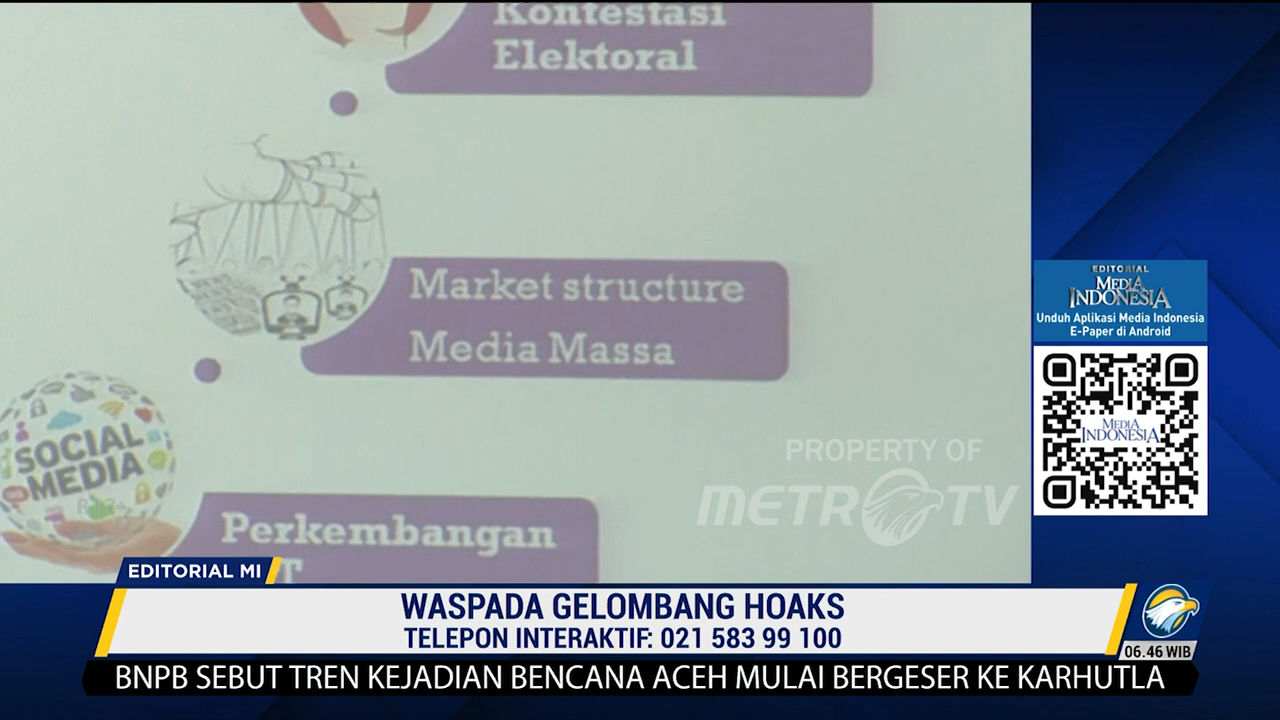 Kontestasi
Elektoral
Market structure
Media Massa
SOCIAL
MEDIA
Perkembangan
T
EDITORIAL
MEDIA
INDONESIA
Unduh Aplikasi Media Indonesia
E-Paper di Android
MEDIA
INDONESIA
PROPERTY OF
METRO TV
EDITORIAL MI
WASPADA GELOMBANG HOAKS
TELEPON INTERAKTIF: 021 583 99 100
06.46 WIB
BNPB SEBUT TREN KEJADIAN BENCANA ACEH MULAI BERGESER KE KARHUTLA